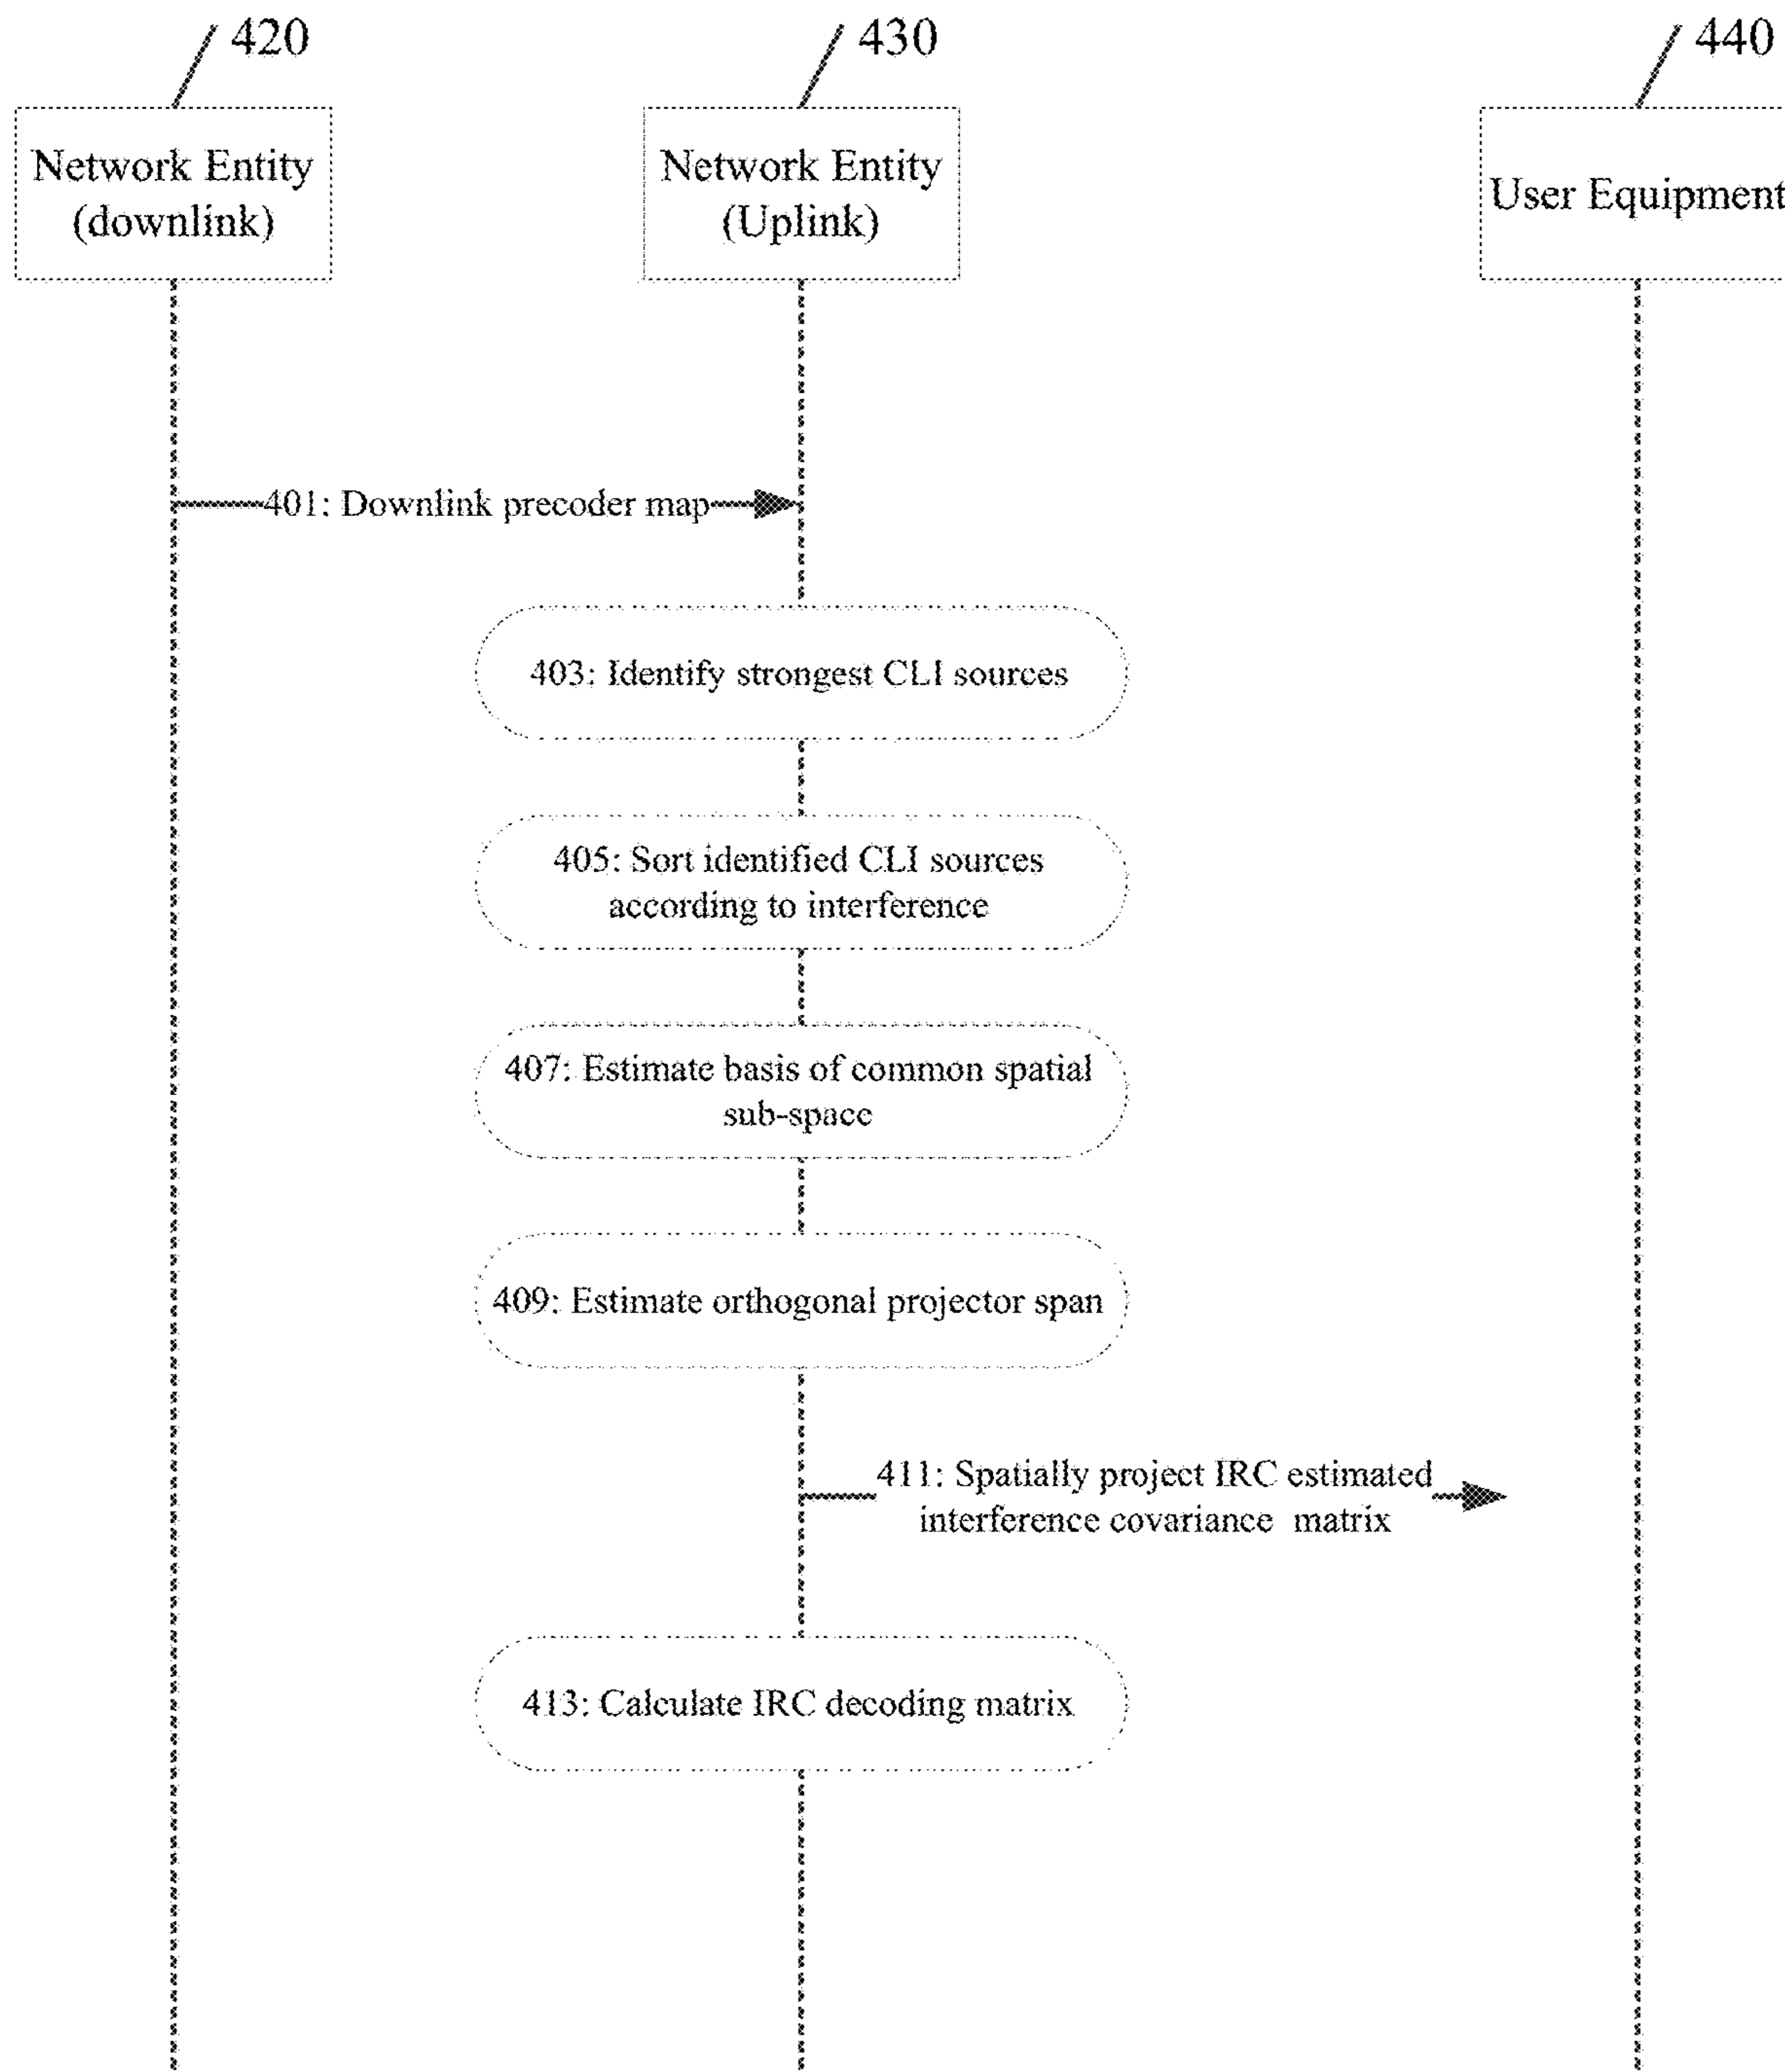 420
430
440
Network Entity
(downlink)
Network Entity
(Uplink)
User Equipment
401: Downlink precoder map
403: Identify strongest CLI sources
405: Sort identified CLI sources
according to interference
407: Estimate basis of common spatial
sub-space
409: Estimate orthogonal projector span
411: Spatially project IRC estimated
interference covariance matrix
413: Calculate IRC decoding matrix